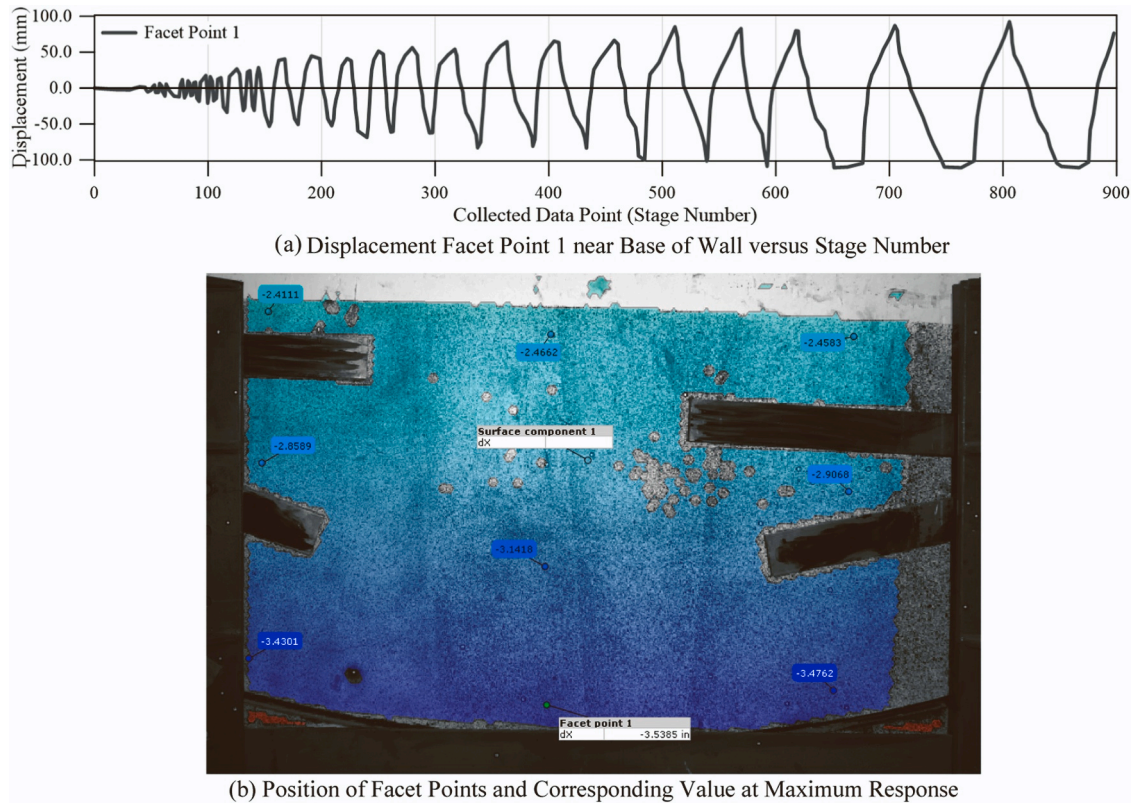 100.0
50.0
0.0
-50.0
-100.0
Displacement (mm)
Facet Point 1
0 100 200 300 400 500 600 700 800 900
Collected Data Point (Stage Number)
(a) Displacement Facet Point 1 near Base of Wall versus Stage Number
-2.4111
-2.4662
-2.4583
Surface component 1
dX
-2.8589
-2.9068
-3.1418
-3.4301
-3.4762
Facet point 1
dX -3.5385 in
(b) Position of Facet Points and Corresponding Value at Maximum Response